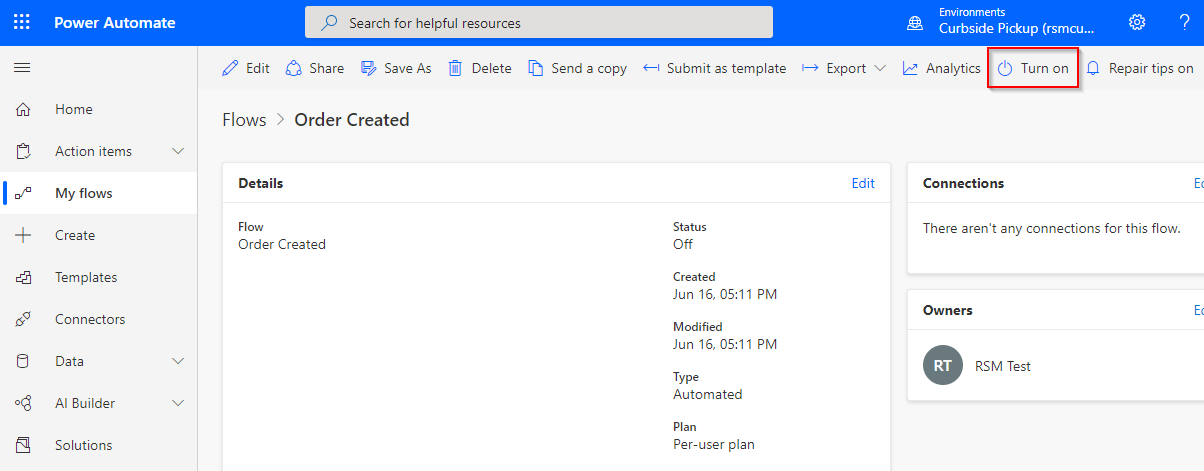 Power Automate
Search for helpful resources
Environments
Curbside Pickup (rsmcu...
?
Edit
Share
Save As
Delete
Send a copy
Submit as template
Export
Analytics
Turn on
Repair tips on
Home
Action items
My flows
Create
Templates
Connectors
Data
AI Builder
Solutions
Flows > Order Created
Details
Edit
Flow
Order Created
Status
Off
Created
Jun 16, 05:11 PM
Modified
Jun 16, 05:11 PM
Type
Automated
Plan
Per-user plan
Connections
Ed
There aren't any connections for this flow.
Owners
Ed
RT
RSM Test